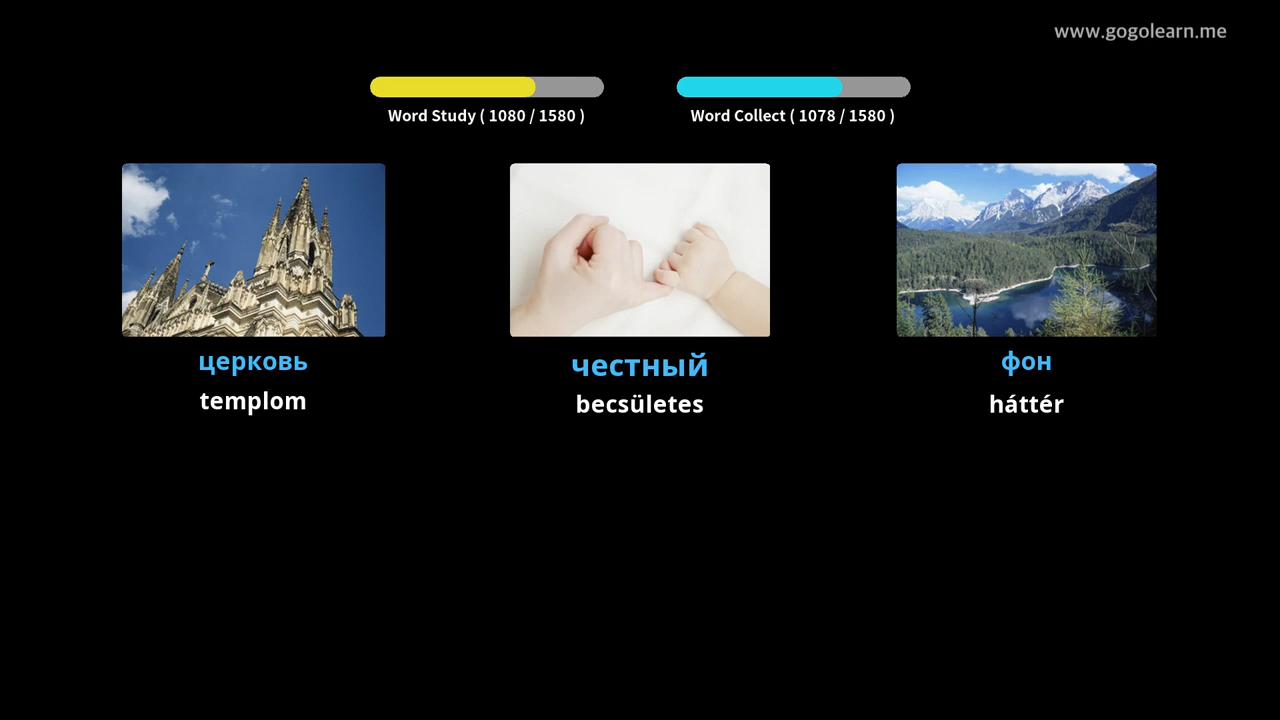 www.gogolearn.me
Word Study ( 1080 / 1580 )
Word Collect ( 1078 / 1580 )
церковь
templom
честный
becsületes
фон
háttér